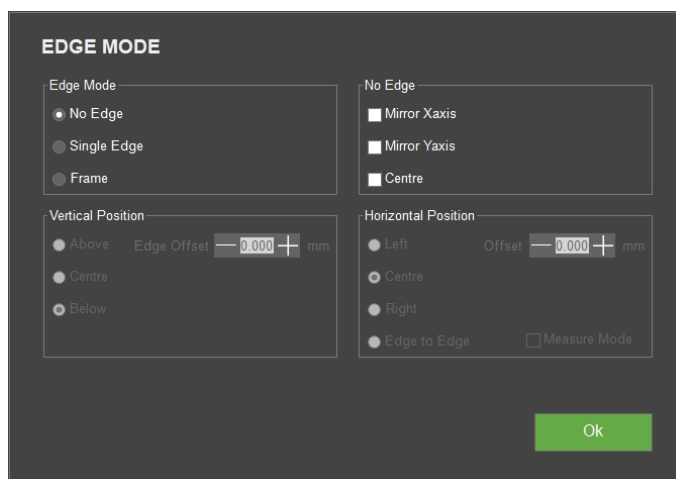 EDGE MODE
Edge Mode
No Edge
Single Edge
Frame
No Edge
Mirror Xaxis
Mirror Yaxis
Centre
Vertical Position
Above Edge Offset 0.000 mm
Centre
Below
Horizontal Position
Left Offset 0.000 mm
Centre
Right
Edge to Edge Measure Mode
Ok